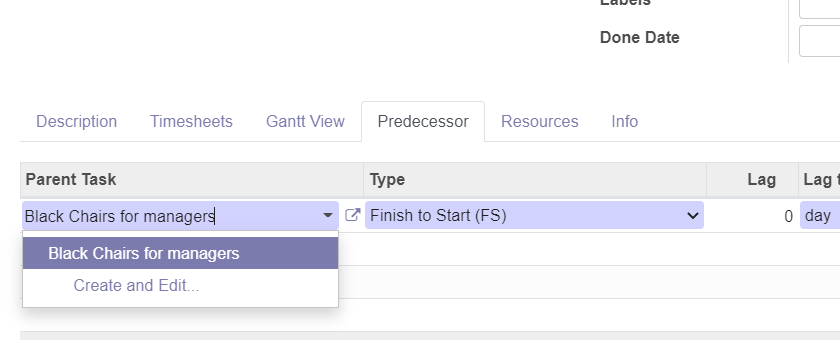 Labels
Done Date
Description Timesheets Gantt View Predecessor Resources Info
Parent Task Type Lag Lag
Black Chairs for managers Finish to Start (FS) 0 day
Black Chairs for managers
Create and Edit...